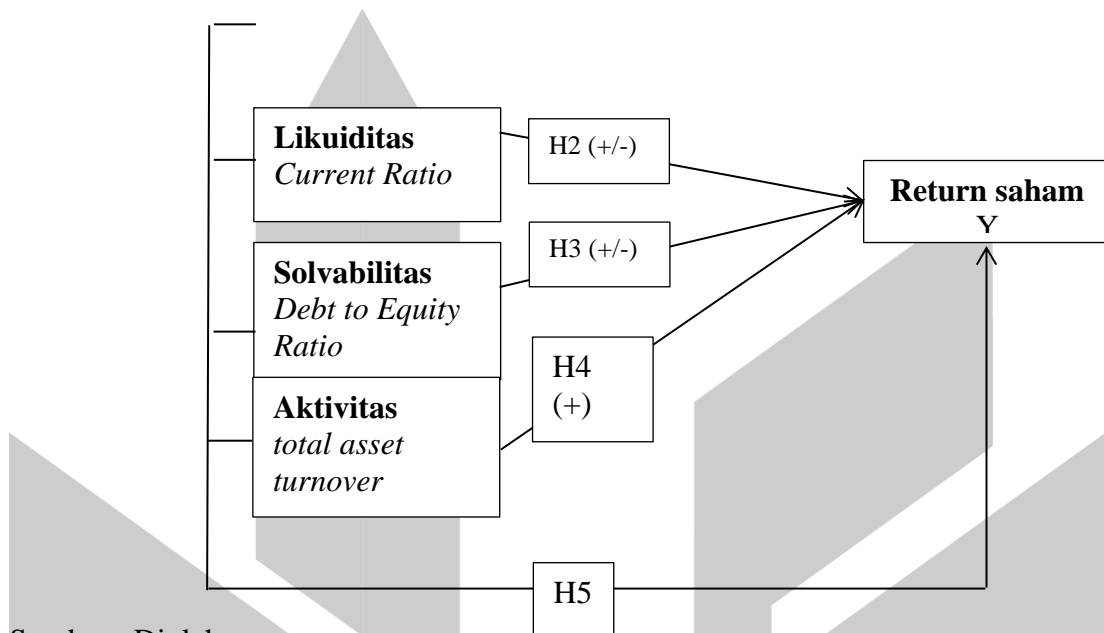 Likuiditas
Current Ratio
H2 (+/-)
Return saham
Y
H3 (+/-)
Solvabilitas
Debt to Equity
Ratio
H4
(+)
Aktivitas
total asset
turnover
H5